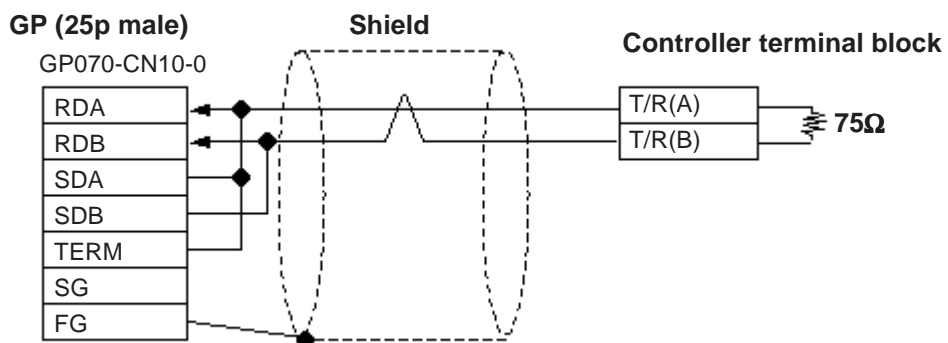 GP (25p male)
Shield
Controller terminal block
GP070-CN10-0
RDA
RDB
SDA
SDB
TERM
SG
FG
T/R(A)
T/R(B)
75Ω